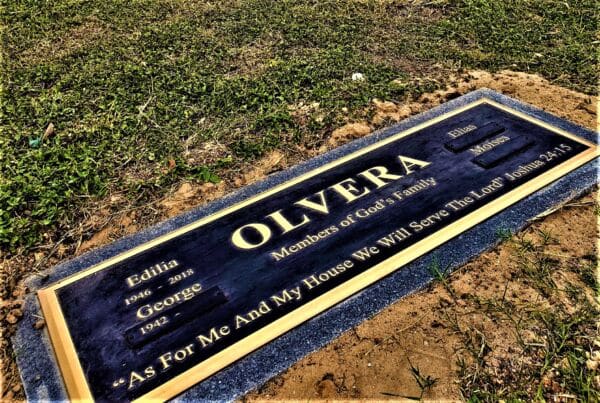 OLVERA
Members of God's Family
Edilia
1946 - 2018
George
1942 -
Elias
Moises
"As For Me And My House We Will Serve The Lord" Joshua 24:15